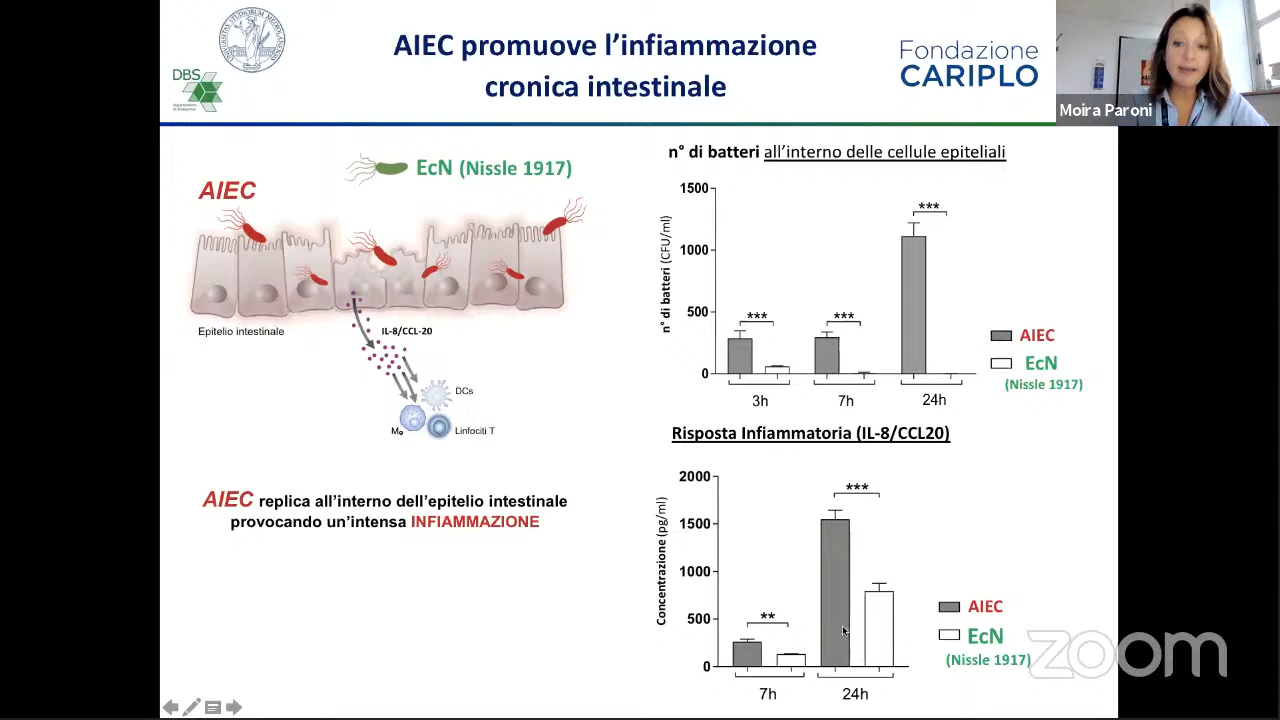 AIEC promuove l'infiammazione
cronica intestinale
DBS
Fondazione
CARIPLO
Moira Paroni
EcN (Nissle 1917)
AIEC
Epitelio intestinale
IL-8/CCL-20
DCs
Mφ
Linfociti T
AIEC replica all'interno dell'epitelio intestinale
provocando un'intensa INFIAMMAZIONE
n° di batteri all'interno delle cellule epiteliali
n° di batteri (CFU/ml)
1500
1000
500
0
***
***
***
3h
7h
24h
AIEC
EcN
(Nissle 1917)
Risposta Infiammatoria (IL-8/CCL20)
Concentrazione (pg/ml)
2000
1500
1000
500
0
**
***
7h
24h
AIEC
EcN
(Nissle 1917)
zoom